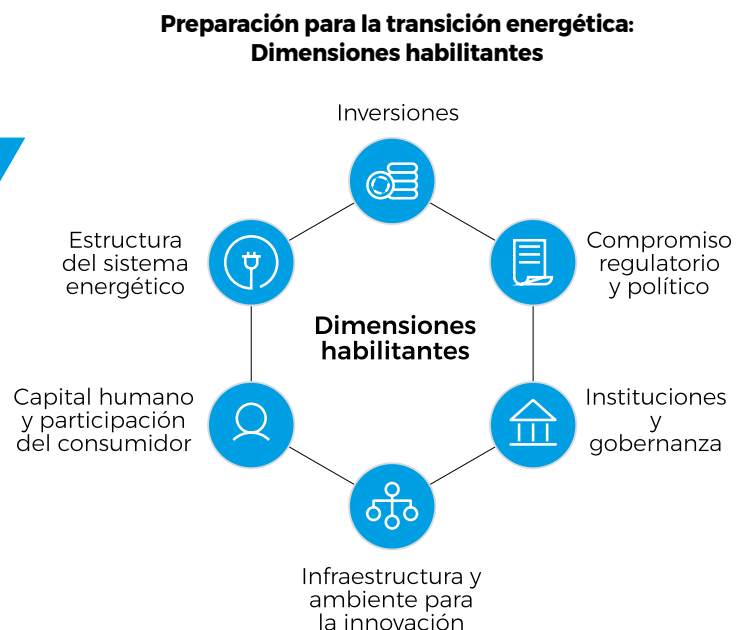 Preparación para la transición energética:
Dimensiones habilitantes
Inversiones
Estructura
del sistema
energético
Compromiso
regulatorio
y político
Dimensiones
habilitantes
Capital humano
y participación
del consumidor
Instituciones
y
gobernanza
Infraestructura y
ambiente para
la innovación